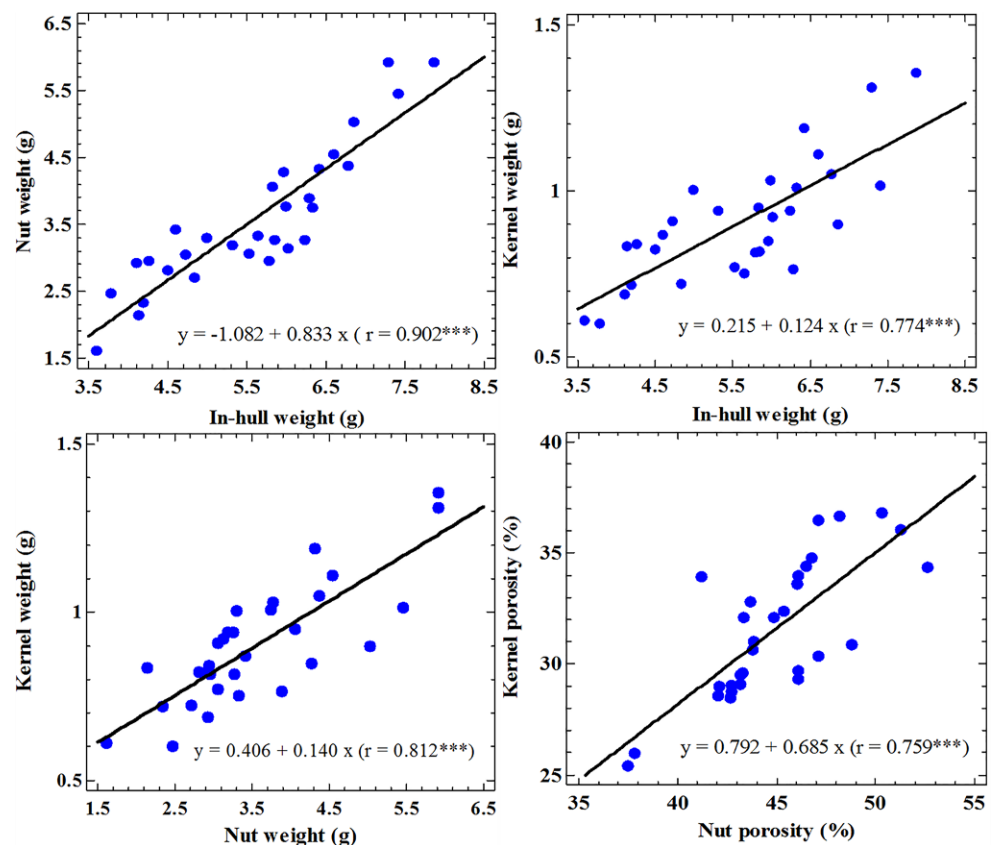 6.5
5.5
4.5
3.5
2.5
1.5
Nut weight (g)
y = -1.082 + 0.833 x ( r = 0.902***)
3.5 4.5 5.5 6.5 7.5 8.5
In-hull weight (g)
1.5
1
0.5
Kernel weight (g)
y = 0.215 + 0.124 x (r = 0.774***)
3.5 4.5 5.5 6.5 7.5 8.5
In-hull weight (g)
1.5
1
0.5
Kernel weight (g)
y = 0.406 + 0.140 x (r = 0.812***)
1.5 2.5 3.5 4.5 5.5 6.5
Nut weight (g)
40
35
30
25
Kernel porosity (%)
y = 0.792 + 0.685 x (r = 0.759***)
35 40 45 50 55
Nut porosity (%)